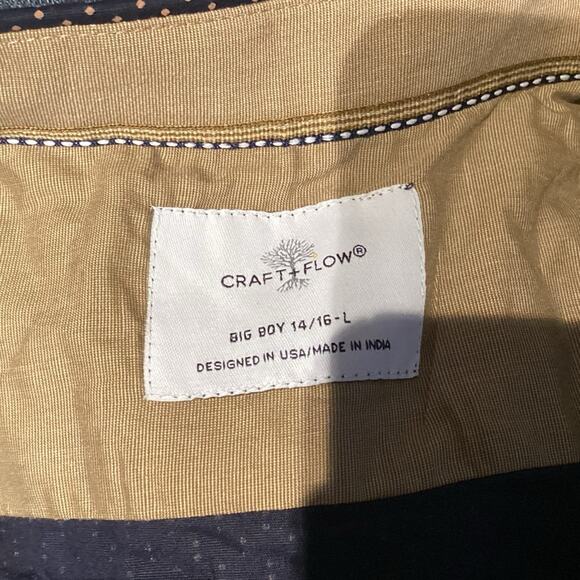 CRAFT+FLOW®
BIG BOY 14/16-L
DESIGNED IN USA/MADE IN INDIA